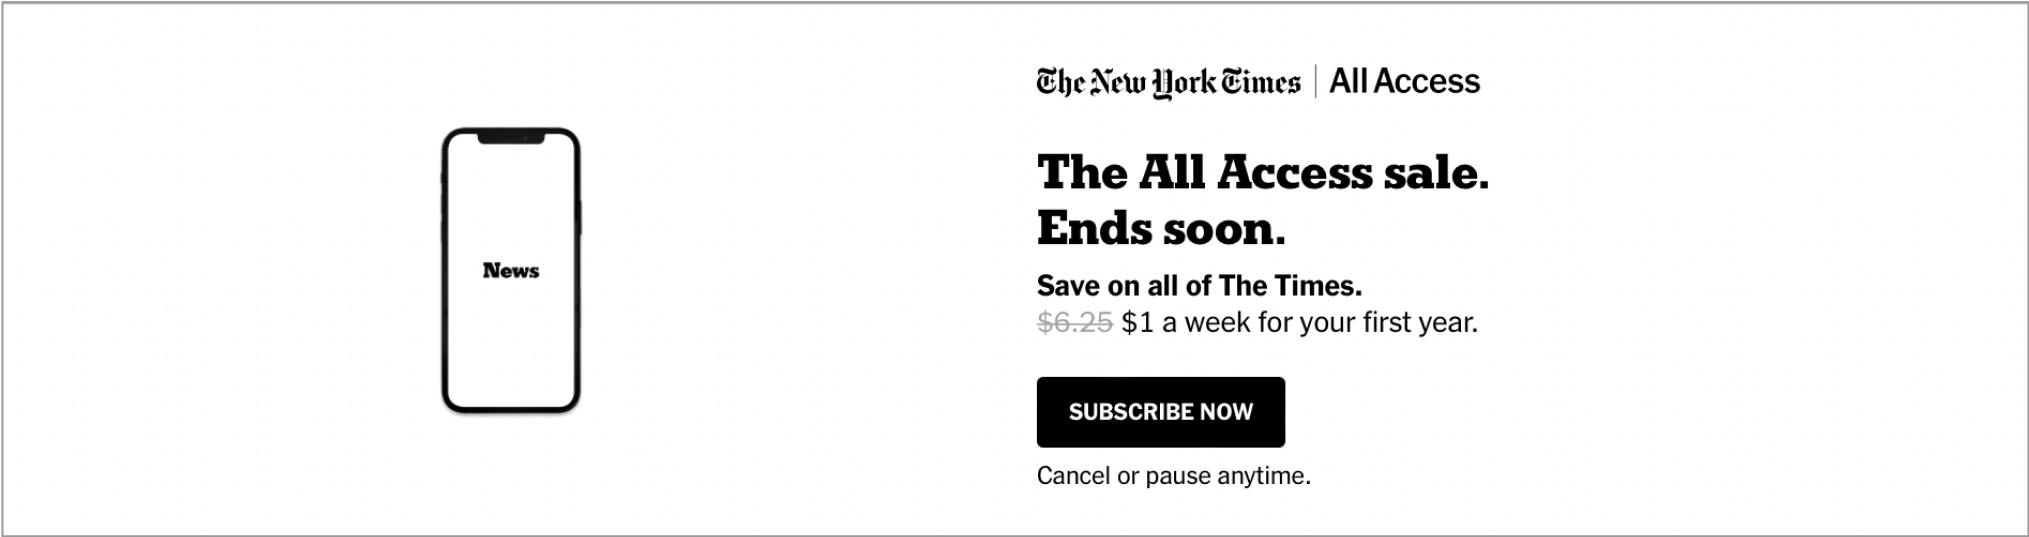 The New York Times | All Access
The All Access sale.
Ends soon.
Save on all of The Times.
$6.25 $1 a week for your first year.
SUBSCRIBE NOW
Cancel or pause anytime.
News